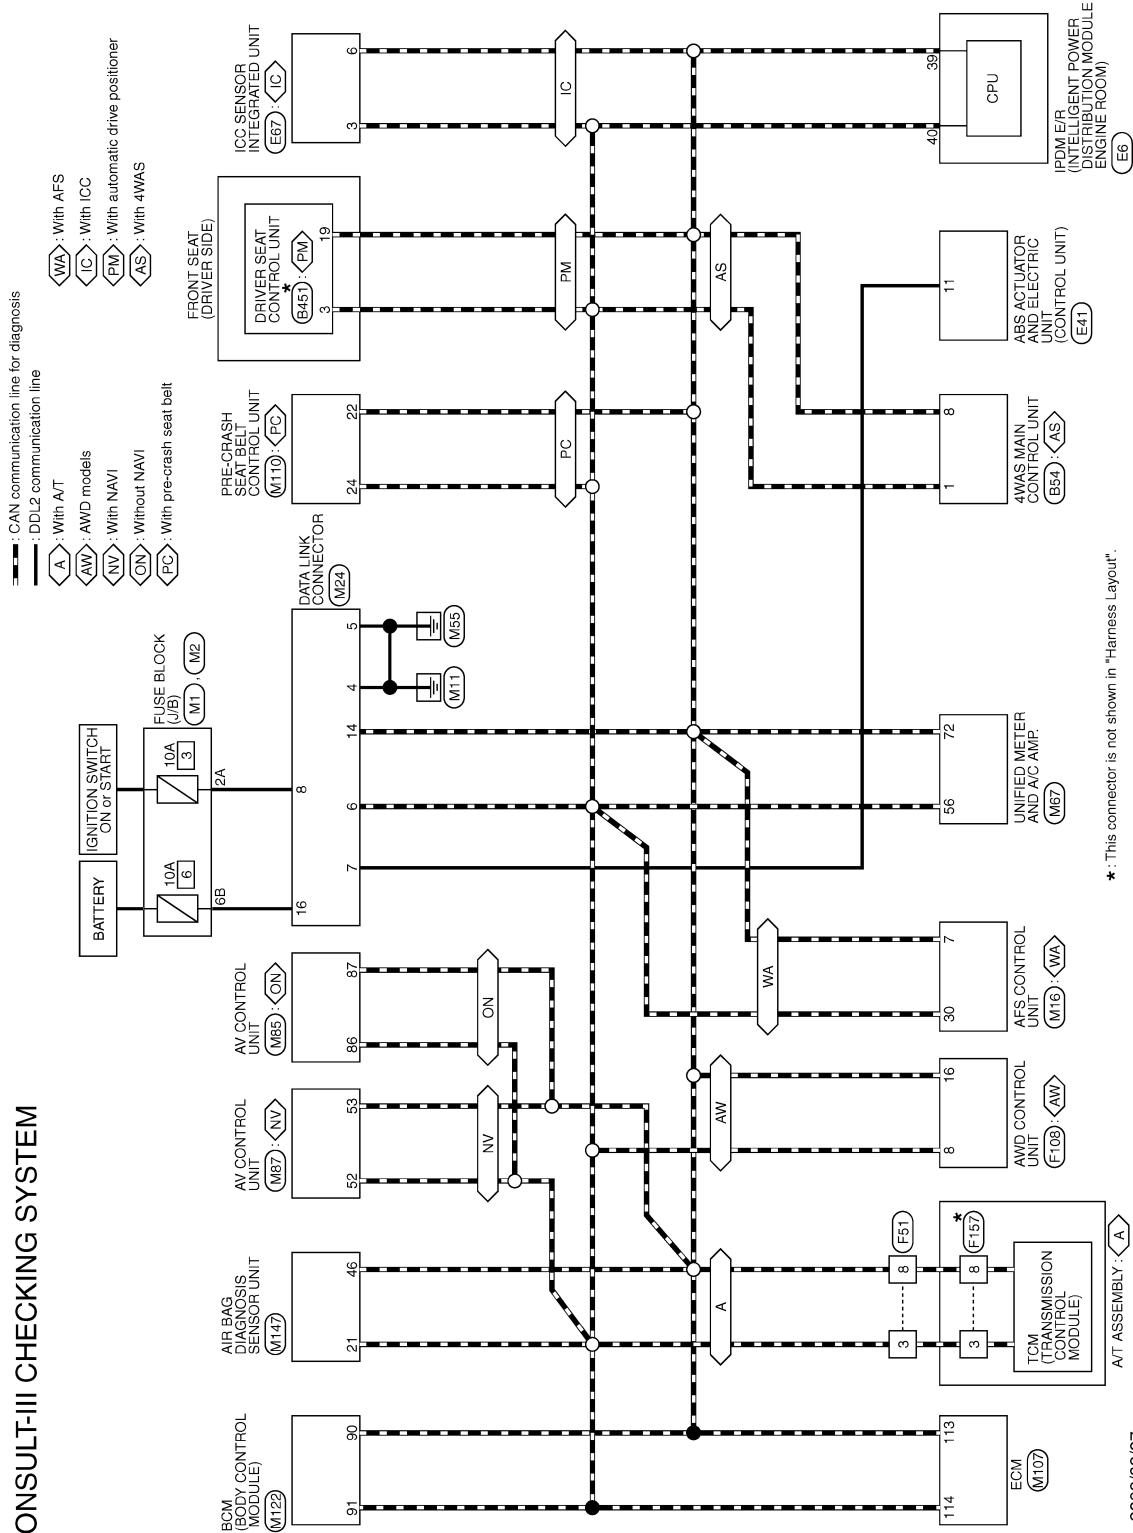 ONSULT-III CHECKING SYSTEM
: CAN communication line for diagnosis
: DDL2 communication line
A : With A/T
AW : AWD models
NV : With NAVI
ON : Without NAVI
PC : With pre-crash seat belt
WA : With AFS
IC : With ICC
PM : With automatic drive positioner
AS : With 4WAS
BATTERY
IGNITION SWITCH
ON or START
10A
6
10A
3
FUSE BLOCK
(J/B)
M1 , M2
6B
2A
BCM
(BODY CONTROL
MODULE)
M122
91
90
AIR BAG
DIAGNOSIS
SENSOR UNIT
M147
21
46
AV CONTROL
UNIT
M87 : NV
52
53
AV CONTROL
UNIT
M85 : ON
86
87
16
8
7
6
14
4
5
DATA LINK
CONNECTOR
M24
M11
M55
PRE-CRASH
SEAT BELT
CONTROL UNIT
M110 : PC
24
22
FRONT SEAT
(DRIVER SIDE)
DRIVER SEAT
CONTROL UNIT
* B451 : PM
3
19
ICC SENSOR
INTEGRATED UNIT
E67 : IC
3
6
NV
ON
PC
PM
IC
A
AW
WA
AS
114
113
ECM
M107
3
8
F51
3
8
* F157
TCM
(TRANSMISSION
CONTROL
MODULE)
A/T ASSEMBLY : A
8
16
AWD CONTROL
UNIT
F108 : AW
30
7
AFS CONTROL
UNIT
M16 : WA
56
72
UNIFIED METER
AND A/C AMP.
M67
1
8
4WAS MAIN
CONTROL UNIT
B54 : AS
11
ABS ACTUATOR
AND ELECTRIC
UNIT
(CONTROL UNIT)
E41
40
39
CPU
IPDM E/R
(INTELLIGENT POWER
DISTRIBUTION MODULE
ENGINE ROOM)
E6
* : This connector is not shown in "Harness Layout".